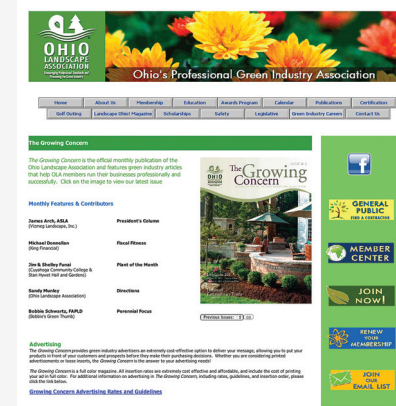 OHIO
LANDSCAPE
ASSOCIATION
Ohio's Professional Green Industry Association
Home About Us Membership Education Awards Program Calendar Publications Certification
Golf Outing Landscape Ohio! Magazine Scholarships Safety Legislative Green Industry Careers Contact Us
The Growing Concern
The Growing Concern is the official monthly publication of the
Ohio Landscape Association and features green industry articles
that help OLA members run their businesses professionally and
successfully. Click on the image to view our latest issue
Monthly Features & Contributors
James Arch, ASLA President's Column
(Vizmeg Landscape, Inc.)
Michael Donnellan Fiscal Fitness
(King Financial)
Jim & Shelley Funai Plant of the Month
(Cuyahoga Community College &
Stan Hywet Hall and Gardens)
Sandy Munley Directions
(Ohio Landscape Association)
Bobbie Schwartz, FAPLD Perennial Focus
(Bobbie's Green Thumb)
OHIO
The Growing
Concern
Previous Issues: GO
GENERAL
PUBLIC
FIND A CONTRACTOR
MEMBER
CENTER
JOIN
NOW!
RENEW
YOUR
MEMBERSHIP
JOIN
OUR
EMAIL LIST
Advertising
The Growing Concern provides green industry advertisers an extremely cost-effective option to deliver your message, allowing you to put your
products in front of your customers and prospects before they make their purchasing decisions. Whether you are considering printed
advertisements or loose inserts, the Growing Concern is the answer to your advertising needs!
The Growing Concern is a full color magazine. All insertion rates are extremely cost effective and affordable, and include the cost of printing
your ad in full color. For additional information on advertising in The Growing Concern, including rates, guidelines, and insertion order, please
click the link below.
Growing Concern Advertising Rates and Guidelines